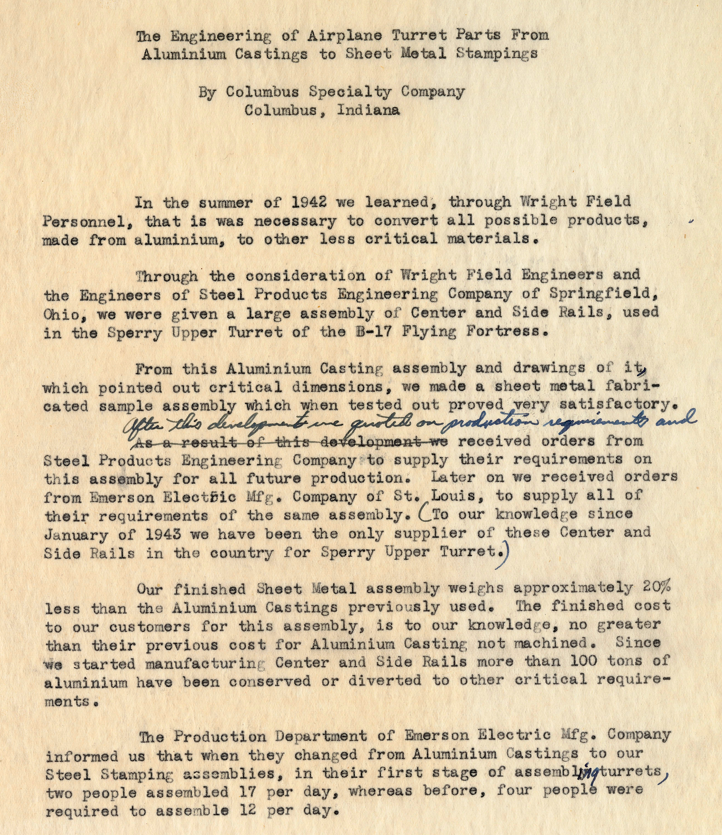 The Engineering of Airplane Turret Parts From
Aluminium Castings to Sheet Metal Stampings
By Columbus Specialty Company
Columbus, Indiana
In the summer of 1942 we learned, through Wright Field
Personnel, that is was necessary to convert all possible products,
made from aluminium, to other less critical materials.
Through the consideration of Wright Field Engineers and
the Engineers of Steel Products Engineering Company of Springfield,
Ohio, we were given a large assembly of Center and Side Rails, used
in the Sperry Upper Turret of the B-17 Flying Fortress.
From this Aluminium Casting assembly and drawings of it,
which pointed out critical dimensions, we made a sheet metal fabri-
cated sample assembly which when tested out proved very satisfactory.
After this development we quoted on production requirements and
As a result of this development we received orders from
Steel Products Engineering Company to supply their requirements on
this assembly for all future production. Later on we received orders
from Emerson Electric Mfg. Company of St. Louis, to supply all of
their requirements of the same assembly. (To our knowledge since
January of 1943 we have been the only supplier of these Center and
Side Rails in the country for Sperry Upper Turret.)
Our finished Sheet Metal assembly weighs approximately 20%
less than the Aluminium Castings previously used. The finished cost
to our customers for this assembly, is to our knowledge, no greater
than their previous cost for Aluminium Casting not machined. Since
we started manufacturing Center and Side Rails more than 100 tons of
aluminium have been conserved or diverted to other critical require-
ments.
The Production Department of Emerson Electric Mfg. Company
informed us that when they changed from Aluminium Castings to our
Steel Stamping assemblies, in their first stage of assembling turrets,
two people assembled 17 per day, whereas before, four people were
required to assemble 12 per day.